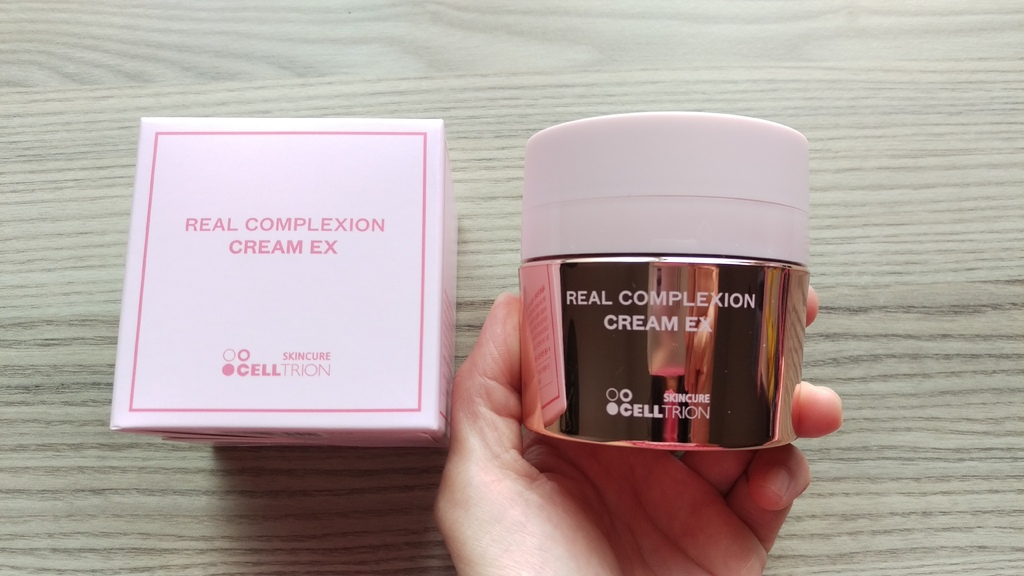 REAL COMPLEXION
CREAM EX
SKINCURE
CELLTRION
REAL COMPLEXION
CREAM EX
SKINCURE
CELLTRION